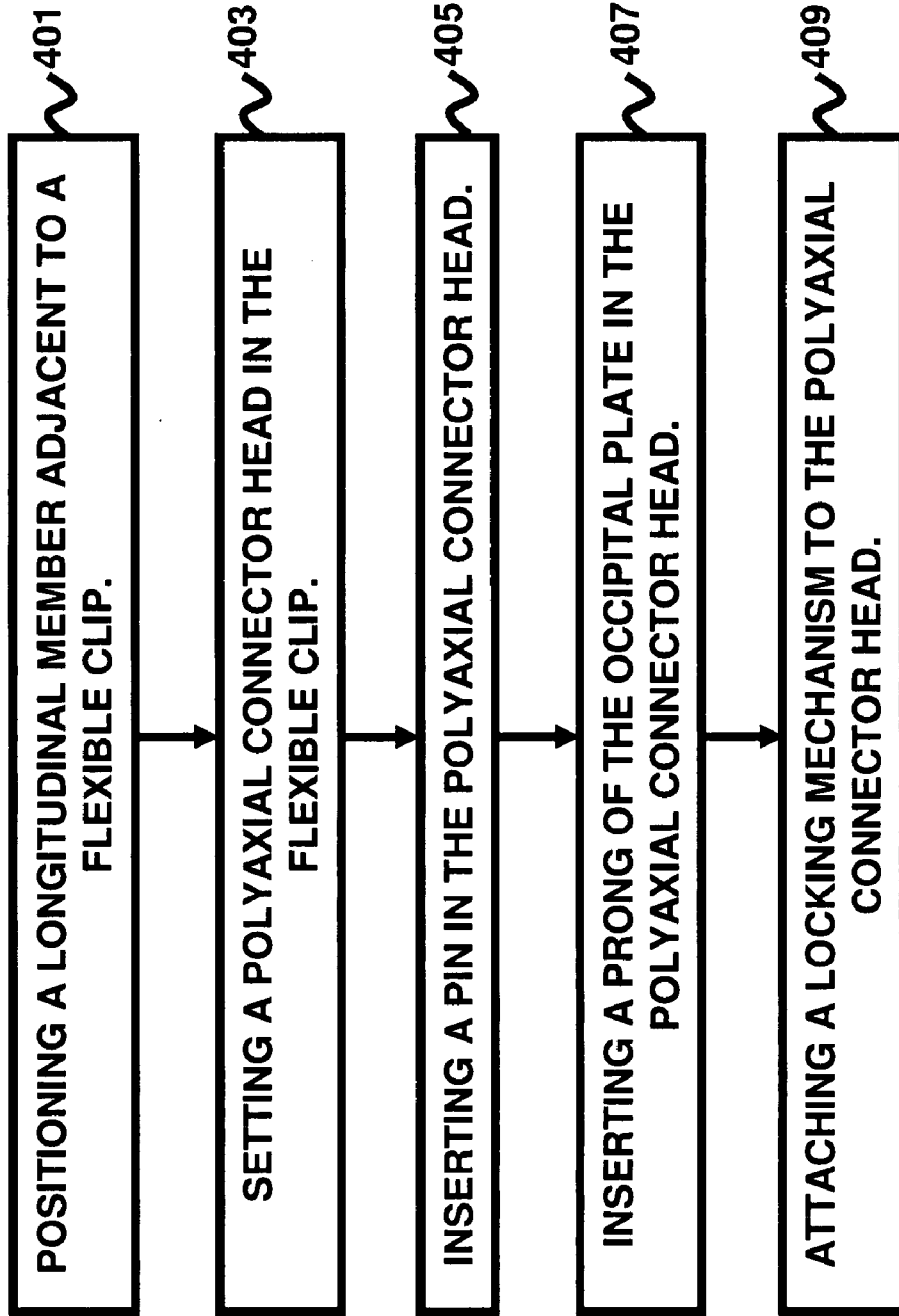 POSITIONING A LONGITUDINAL MEMBER ADJACENT TO A
FLEXIBLE CLIP.
401
SETTING A POLYAXIAL CONNECTOR HEAD IN THE
FLEXIBLE CLIP.
403
INSERTING A PIN IN THE POLYAXIAL CONNECTOR HEAD.
405
INSERTING A PRONG OF THE OCCIPITAL PLATE IN THE
POLYAXIAL CONNECTOR HEAD.
407
ATTACHING A LOCKING MECHANISM TO THE POLYAXIAL
CONNECTOR HEAD.
409